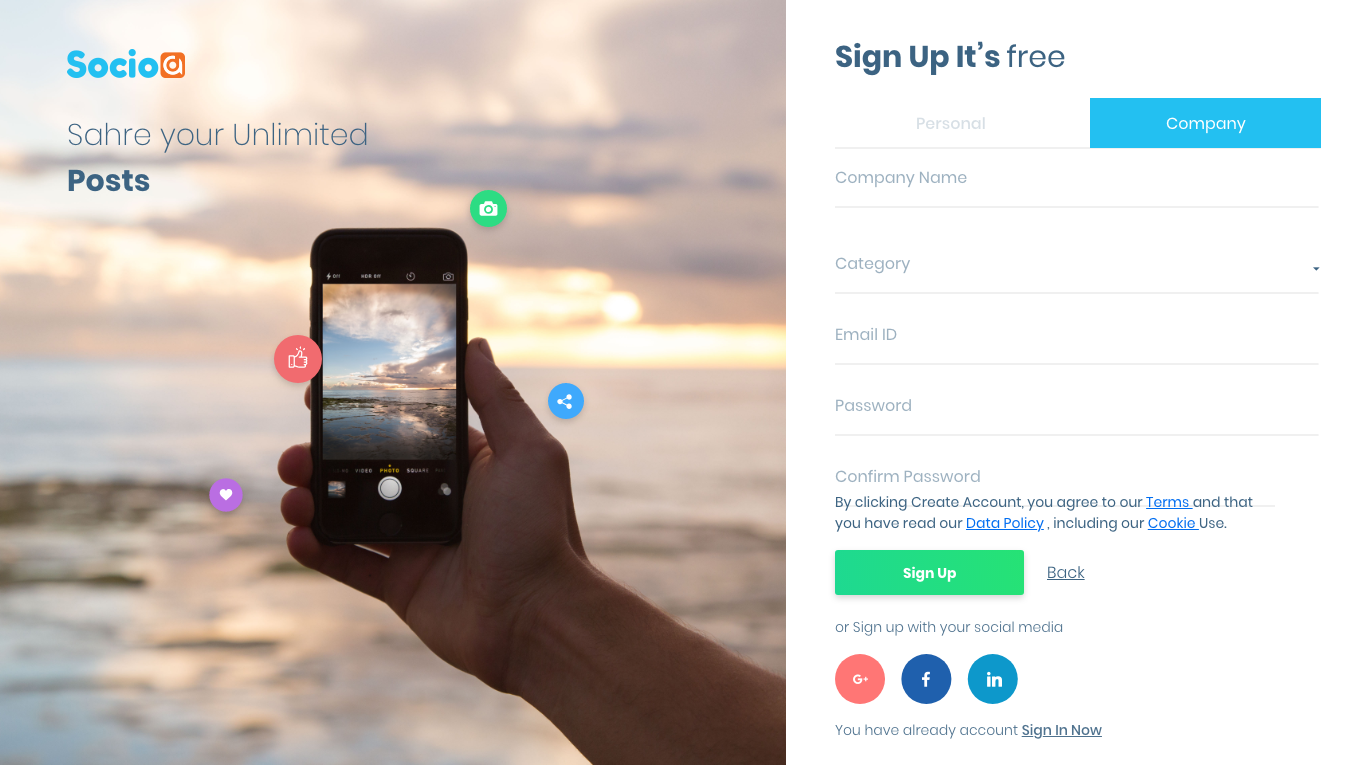 Socio a
Sahre your Unlimited
Posts
OFF HDR OFF
VIDEO PHOTO SQUARE
Sign Up It’s free
Personal Company
Company Name
Category
Email ID
Password
Confirm Password
By clicking Create Account, you agree to our Terms and that
you have read our Data Policy , including our Cookie Use.
Sign Up Back
or Sign up with your social media
G+ f in
You have already account Sign In Now